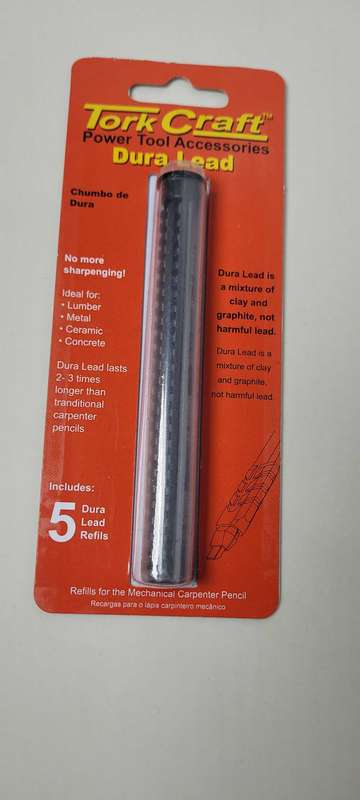 Tork Craft™
Power Tool Accessories
Dura Lead
Chumbo de
Dura
No more
sharpenging!
Ideal for:
• Lumber
• Metal
• Ceramic
• Concrete
Dura Lead lasts
2- 3 times
longer than
tranditional
carpenter
pencils
Dura Lead is
a mixture of
clay and
graphite, not
harmful lead.
Dura Lead is a
mixture of clay
and graphite,
not harmful lead.
Includes:
5 Dura
Lead
Refils
Refills for the Mechanical Carpenter Pencil
Recargas para o lápia carpinteiro mecânico